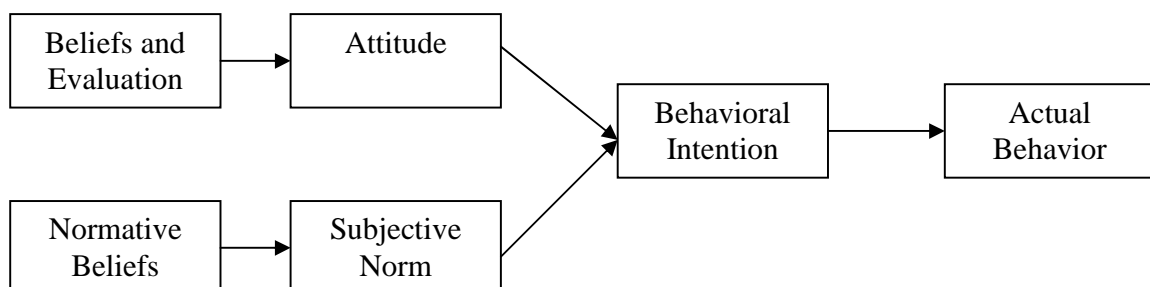 Beliefs and
Evaluation
Attitude
Behavioral
Intention
Actual
Behavior
Normative
Beliefs
Subjective
Norm